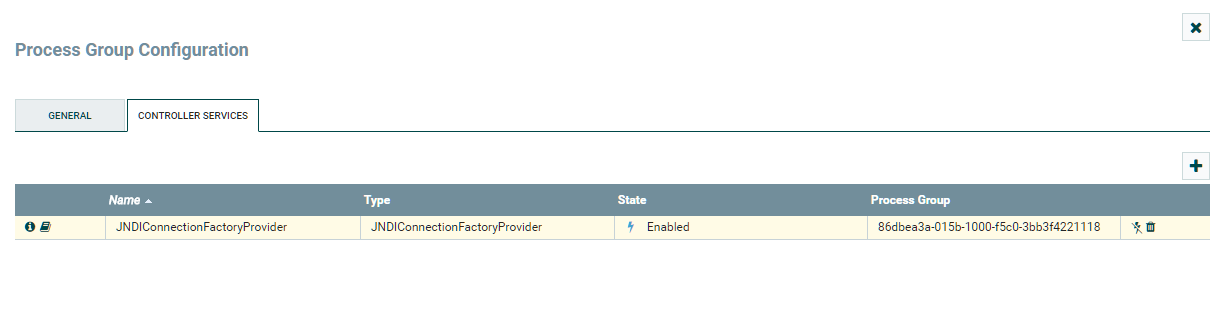 Process Group Configuration
GENERAL
CONTROLLER SERVICES
Name Type State Process Group
JNDIConnectionFactoryProvider JNDIConnectionFactoryProvider Enabled 86dbea3a-015b-1000-f5c0-3bb3f4221118